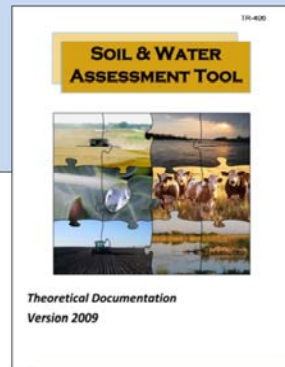 TR-406
SOIL & WATER
ASSESSMENT TOOL
Theoretical Documentation
Version 2009